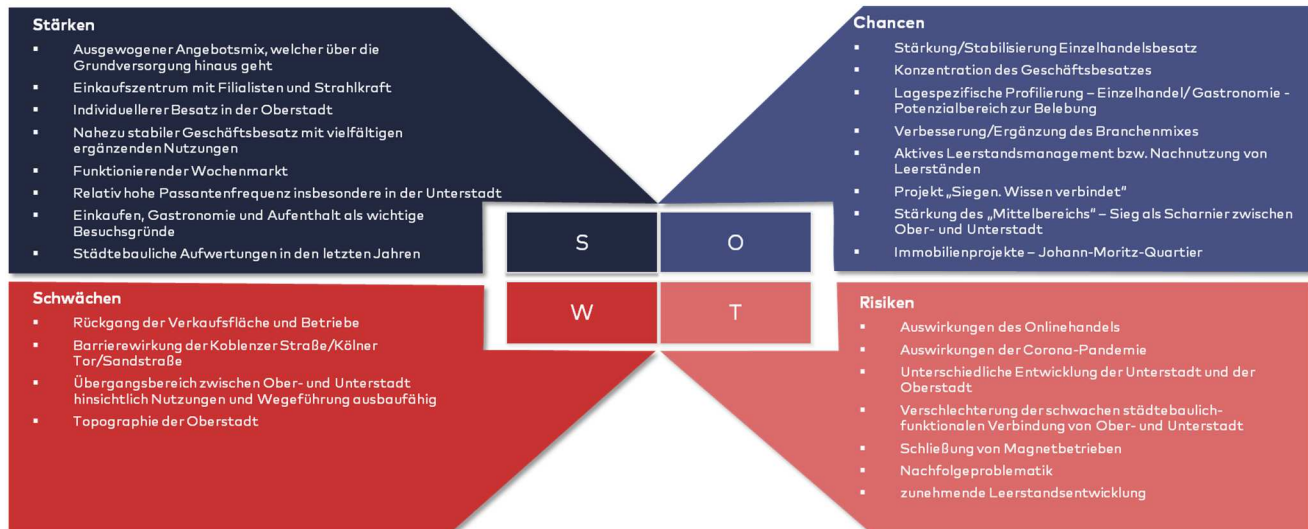 Stärken
▪ Ausgewogener Angebotsmix, welcher über die
Grundversorgung hinaus geht
▪ Einkaufszentrum mit Filialisten und Strahlkraft
▪ Individuellerer Besatz in der Oberstadt
▪ Nahezu stabiler Geschäftsbesatz mit vielfältigen
ergänzenden Nutzungen
▪ Funktionierender Wochenmarkt
▪ Relativ hohe Passantenfrequenz insbesondere in der Unterstadt
▪ Einkaufen, Gastronomie und Aufenthalt als wichtige
Besuchsgründe
▪ Städtebauliche Aufwertungen in den letzten Jahren
Chancen
▪ Stärkung/Stabilisierung Einzelhandelsbesatz
▪ Konzentration des Geschäftsbesatzes
▪ Lagespezifische Profilierung – Einzelhandel/ Gastronomie -
Potenzialbereich zur Belebung
▪ Verbesserung/Ergänzung des Branchenmixes
▪ Aktives Leerstandsmanagement bzw. Nachnutzung von
Leerständen
▪ Projekt „Siegen. Wissen verbindet"
▪ Stärkung des „Mittelbereichs" – Sieg als Scharnier zwischen
Ober- und Unterstadt
▪ Immobilienprojekte – Johann-Moritz-Quartier
S
O
W
T
Schwächen
▪ Rückgang der Verkaufsfläche und Betriebe
▪ Barrierewirkung der Koblenzer Straße/Kölner
Tor/Sandstraße
▪ Übergangsbereich zwischen Ober- und Unterstadt
hinsichtlich Nutzungen und Wegeführung ausbaufähig
▪ Topographie der Oberstadt
Risiken
▪ Auswirkungen des Onlinehandels
▪ Auswirkungen der Corona-Pandemie
▪ Unterschiedliche Entwicklung der Unterstadt und der
Oberstadt
▪ Verschlechterung der schwachen städtebaulich-
funktionalen Verbindung von Ober- und Unterstadt
▪ Schließung von Magnetbetrieben
▪ Nachfolgeproblematik
▪ zunehmende Leerstandsentwicklung